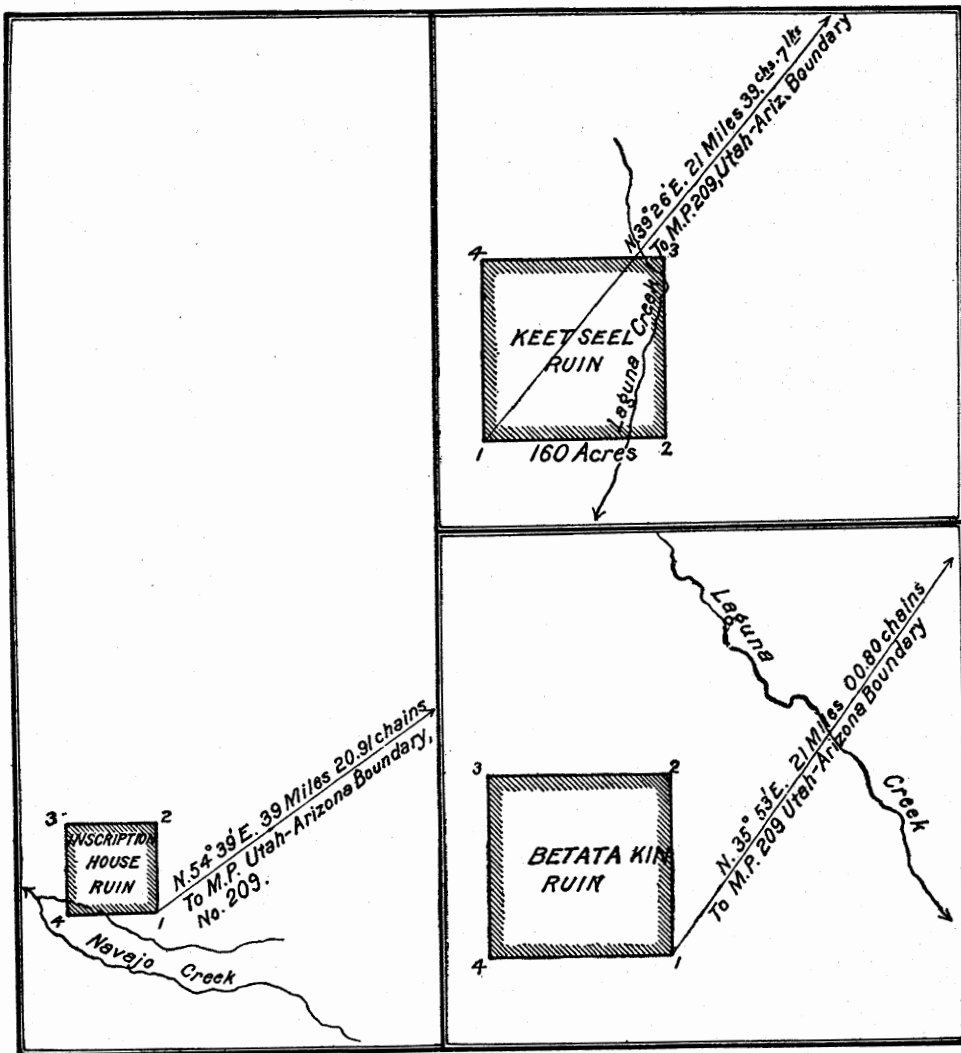 N.39°26'E. 21 Miles 39.chs.7lks
To M.P.209, Utah-Ariz. Boundary
4
3
KEET SEEL
RUIN
Laguna Creek
1
160 Acres
2
N.54°39'E. 39 Miles 20.91 chains
To M.P. Utah-Arizona Boundary,
No. 209.
3
2
INSCRIPTION
HOUSE
RUIN
4
1
Navajo Creek
Laguna
Creek
N. 35° 53'E. 21 Miles 00.80 chains
To M.P. 209 Utah-Arizona Boundary
3
2
BETATA KIN
RUIN
4
1